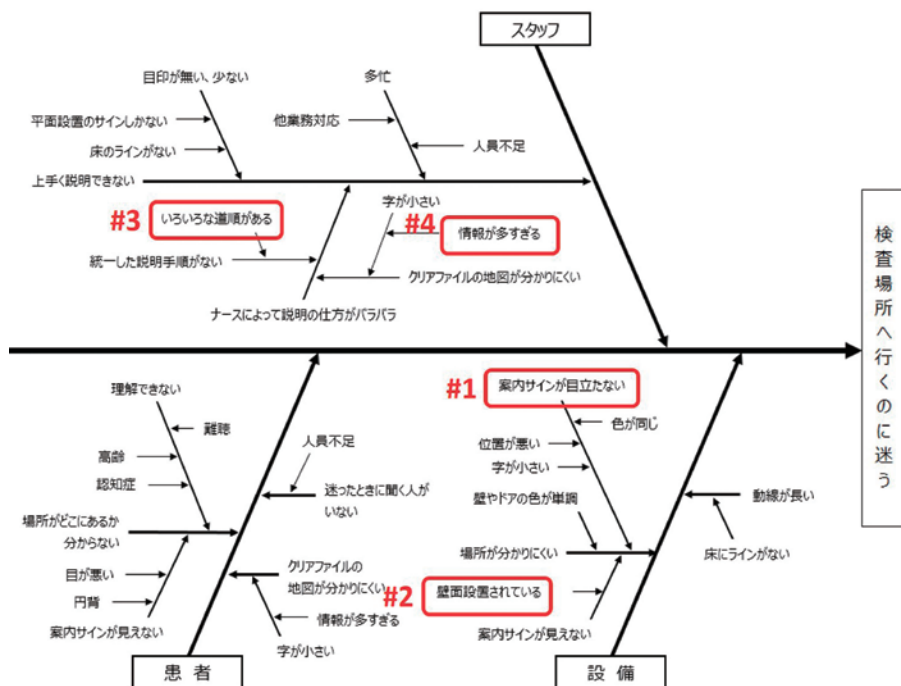 スタッフ
目印が無い、少ない
多忙
平面設置のサインしかない
他業務対応
床のラインがない
人員不足
上手く説明できない
#3
いろいろな道順がある
字が小さい
#4
情報が多すぎる
統一した説明手順がない
クリアファイルの地図が分かりにくい
ナースによって説明の仕方がバラバラ
検査場所へ行くのに迷う
理解できない
難聴
高齢
認知症
人員不足
迷ったときに聞く人が
いない
場所がどこにあるか
分からない
目が悪い
円背
案内サインが見えない
クリアファイルの
地図が分かりにくい
情報が多すぎる
字が小さい
患者
#1
案内サインが目立たない
色が同じ
位置が悪い
字が小さい
壁やドアの色が単調
動線が長い
場所が分かりにくい
床にラインがない
#2
壁面設置されている
案内サインが見えない
設備